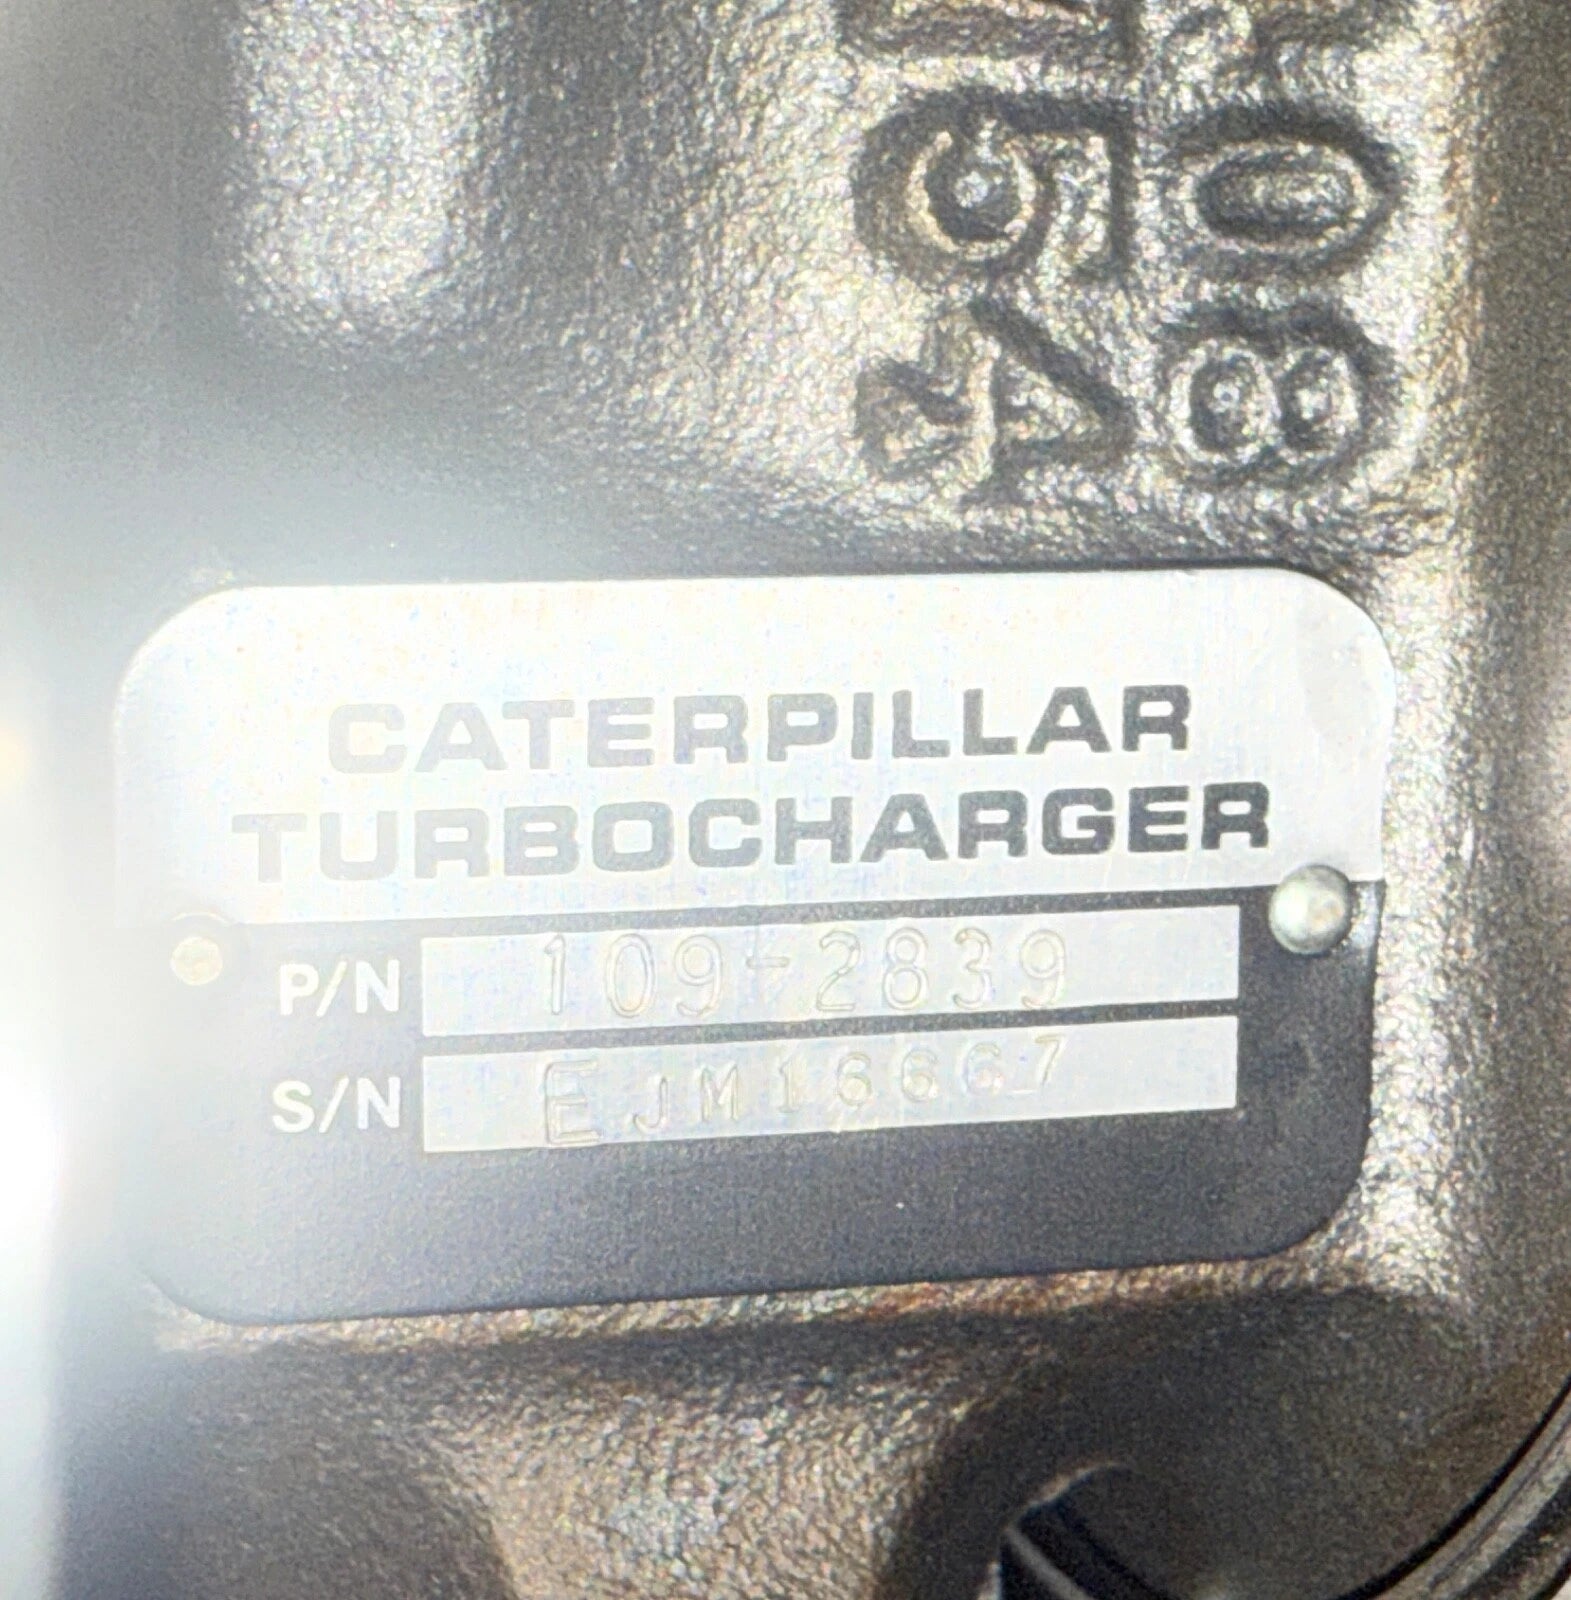 CATERPILLAR
TURBOCHARGER
P/N 109-2839
S/N EJM16667